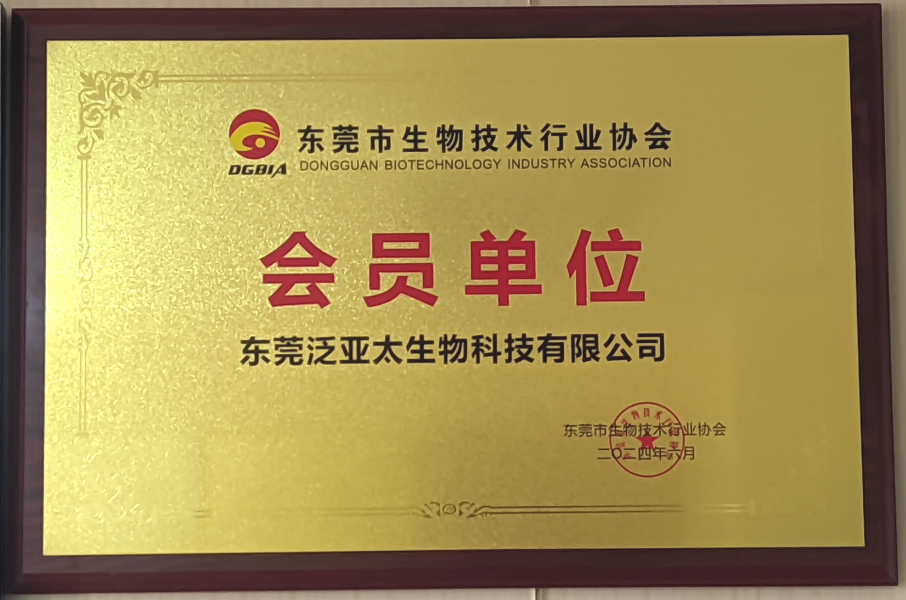 东莞市生物技术行业协会
DGBIA
DONGGUAN BIOTECHNOLOGY INDUSTRY ASSOCIATION
会员单位
东莞泛亚太生物科技有限公司
东莞市生物技术行业协会
二〇二四年六月